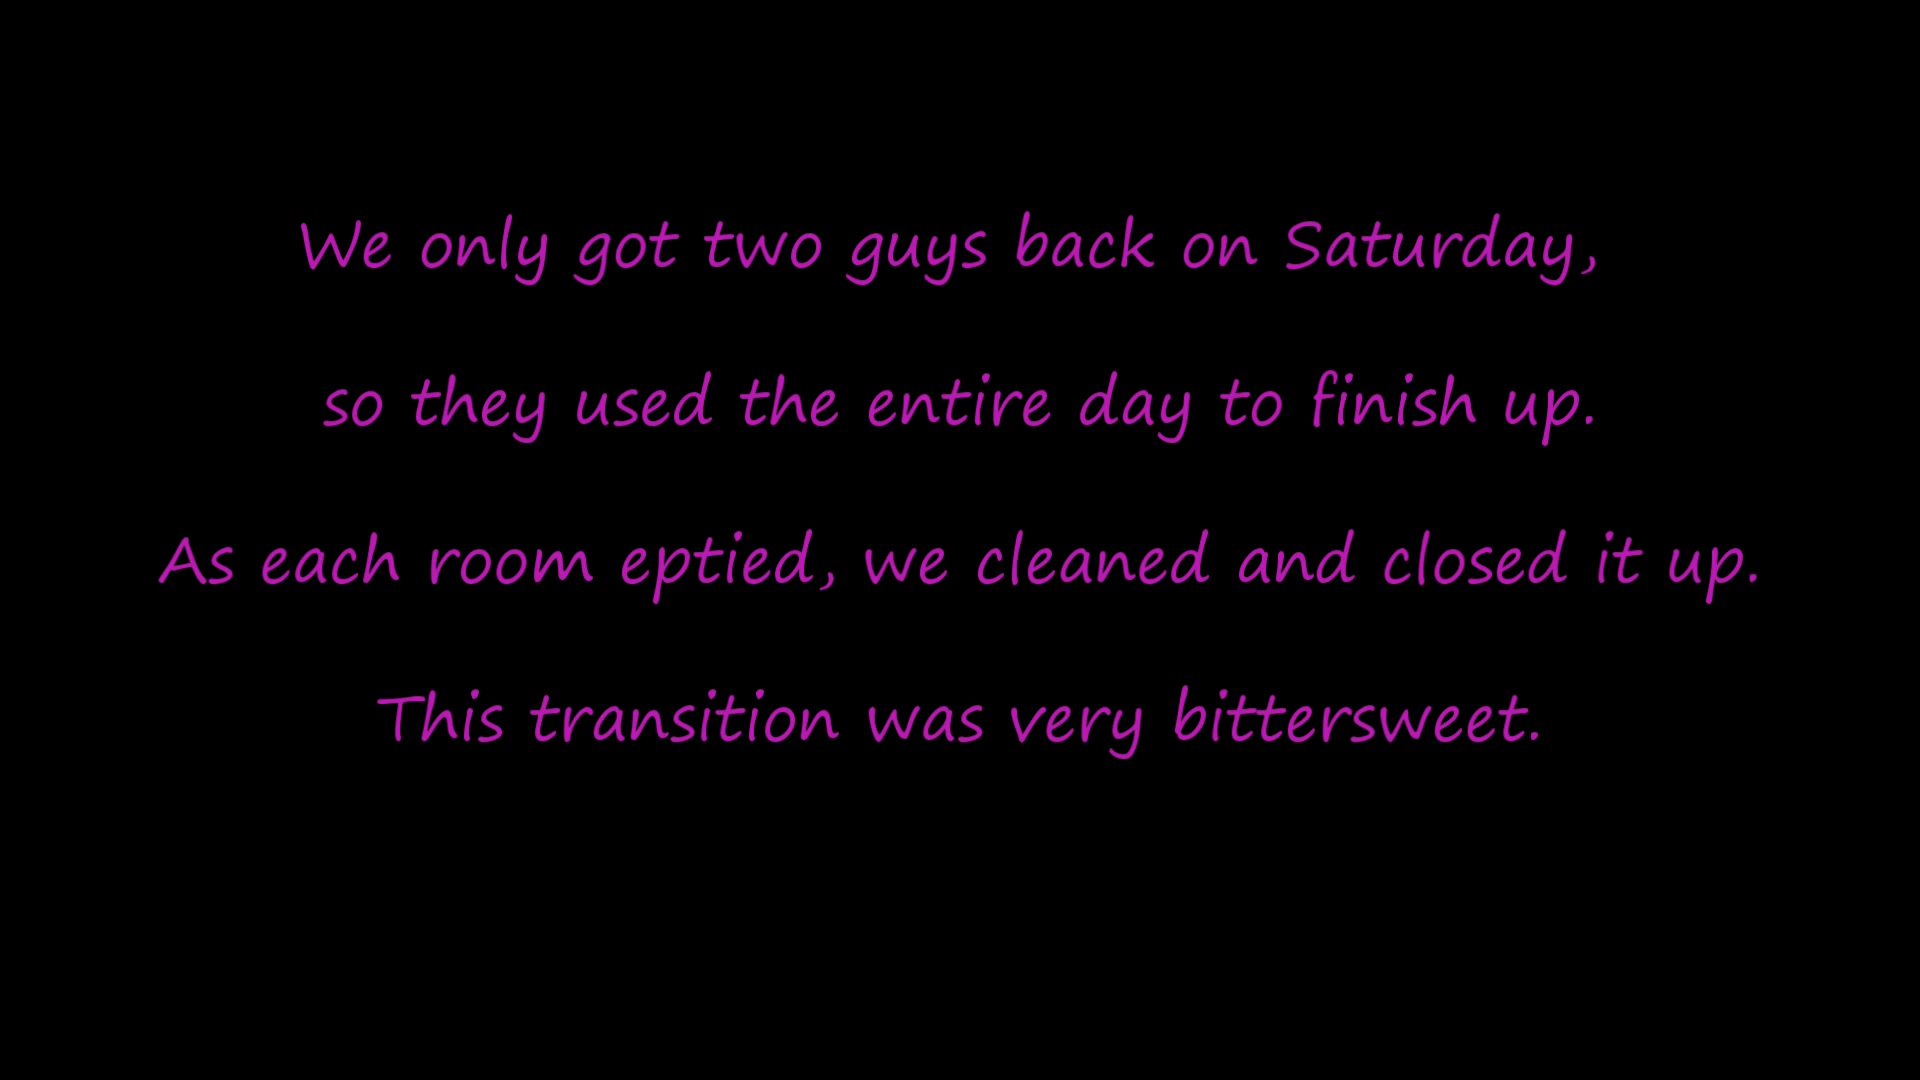 We only got two guys back on Saturday,
so they used the entire day to finish up.
As each room eptied, we cleaned and closed it up.
This transition was very bittersweet.